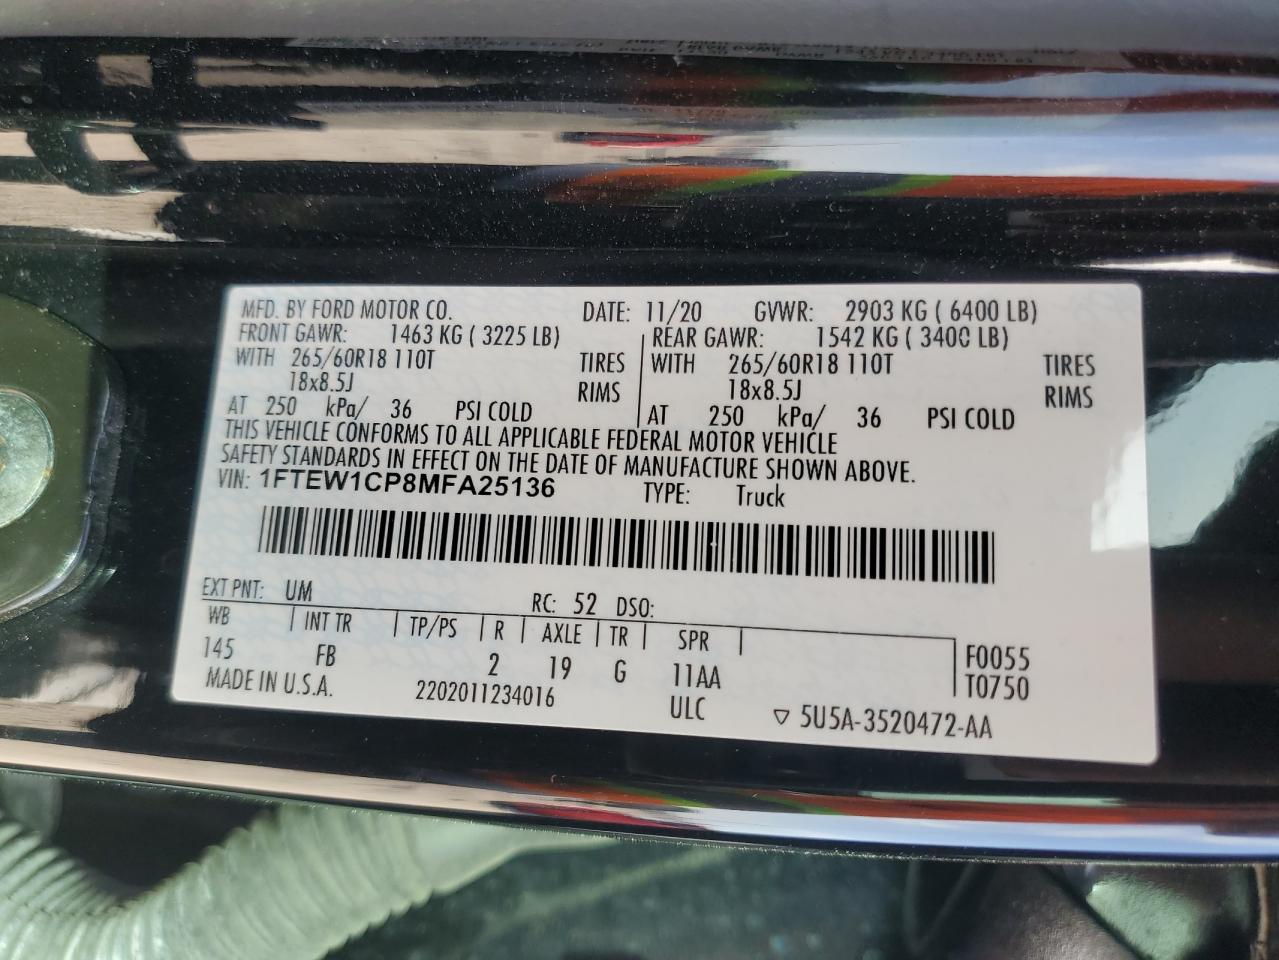 MFD. BY FORD MOTOR CO. DATE: 11/20 GVWR: 2903 KG ( 6400 LB)
FRONT GAWR: 1463 KG ( 3225 LB) REAR GAWR: 1542 KG ( 3400 LB)
WITH 265/60R18 110T TIRES WITH 265/60R18 110T TIRES
18x8.5J RIMS 18x8.5J RIMS
AT 250 kPa/ 36 PSI COLD AT 250 kPa/ 36 PSI COLD
THIS VEHICLE CONFORMS TO ALL APPLICABLE FEDERAL MOTOR VEHICLE
SAFETY STANDARDS IN EFFECT ON THE DATE OF MANUFACTURE SHOWN ABOVE.
VIN: 1FTEW1CP8MFA25136 TYPE: Truck
EXT PNT: UM RC: 52 DSO:
WB INT TR TP/PS R AXLE TR SPR
145 FB 2 19 G 11AA F0055
T0750
MADE IN U.S.A. 2202011234016 ULC ▽ 5U5A-3520472-AA